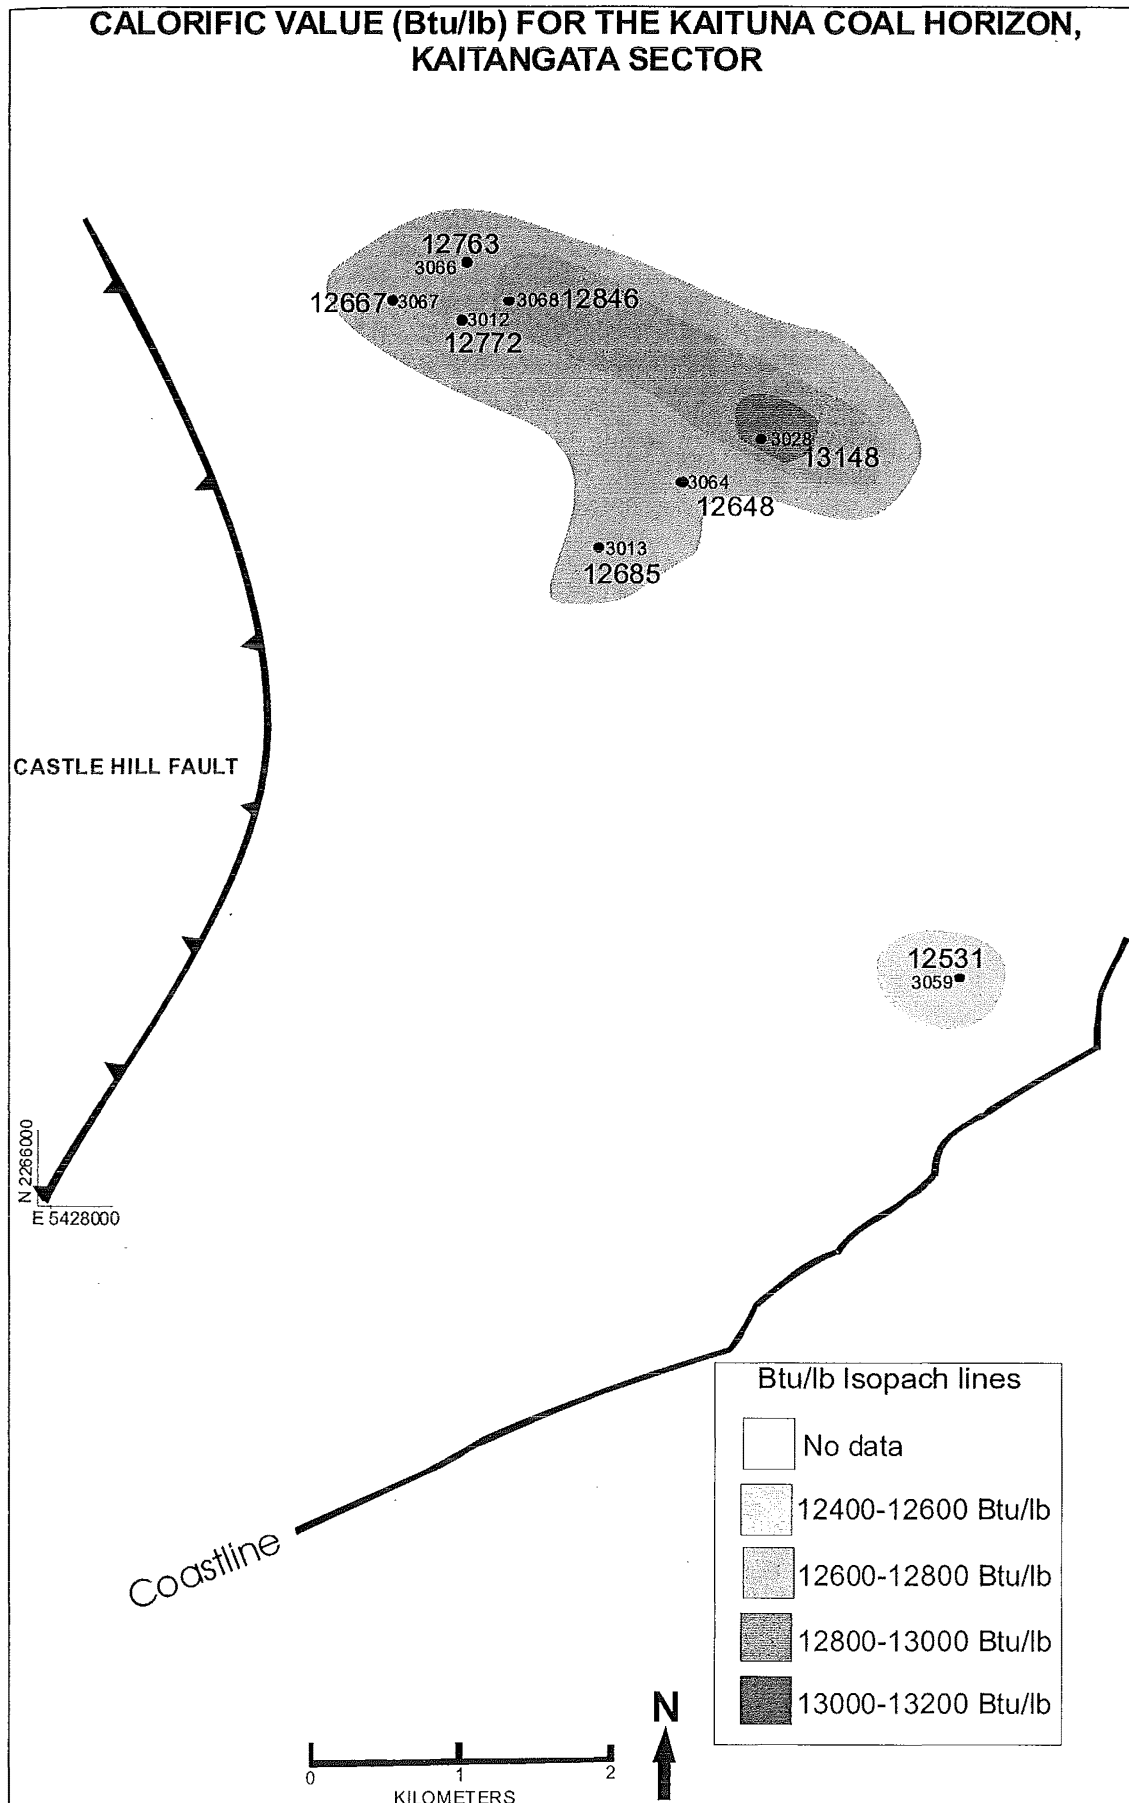 CALORIFIC VALUE (Btu/lb) FOR THE KAITUNA COAL HORIZON,
KAITANGATA SECTOR
12763
3066
12667 3067
3068 12846
3012
12772
3028
13148
3064
12648
3013
12685
CASTLE HILL FAULT
12531
3059
N 2266000
E 5428000
Coastline
Btu/lb Isopach lines
No data
12400-12600 Btu/lb
12600-12800 Btu/lb
12800-13000 Btu/lb
13000-13200 Btu/lb
N
0 1 2
KILOMETERS